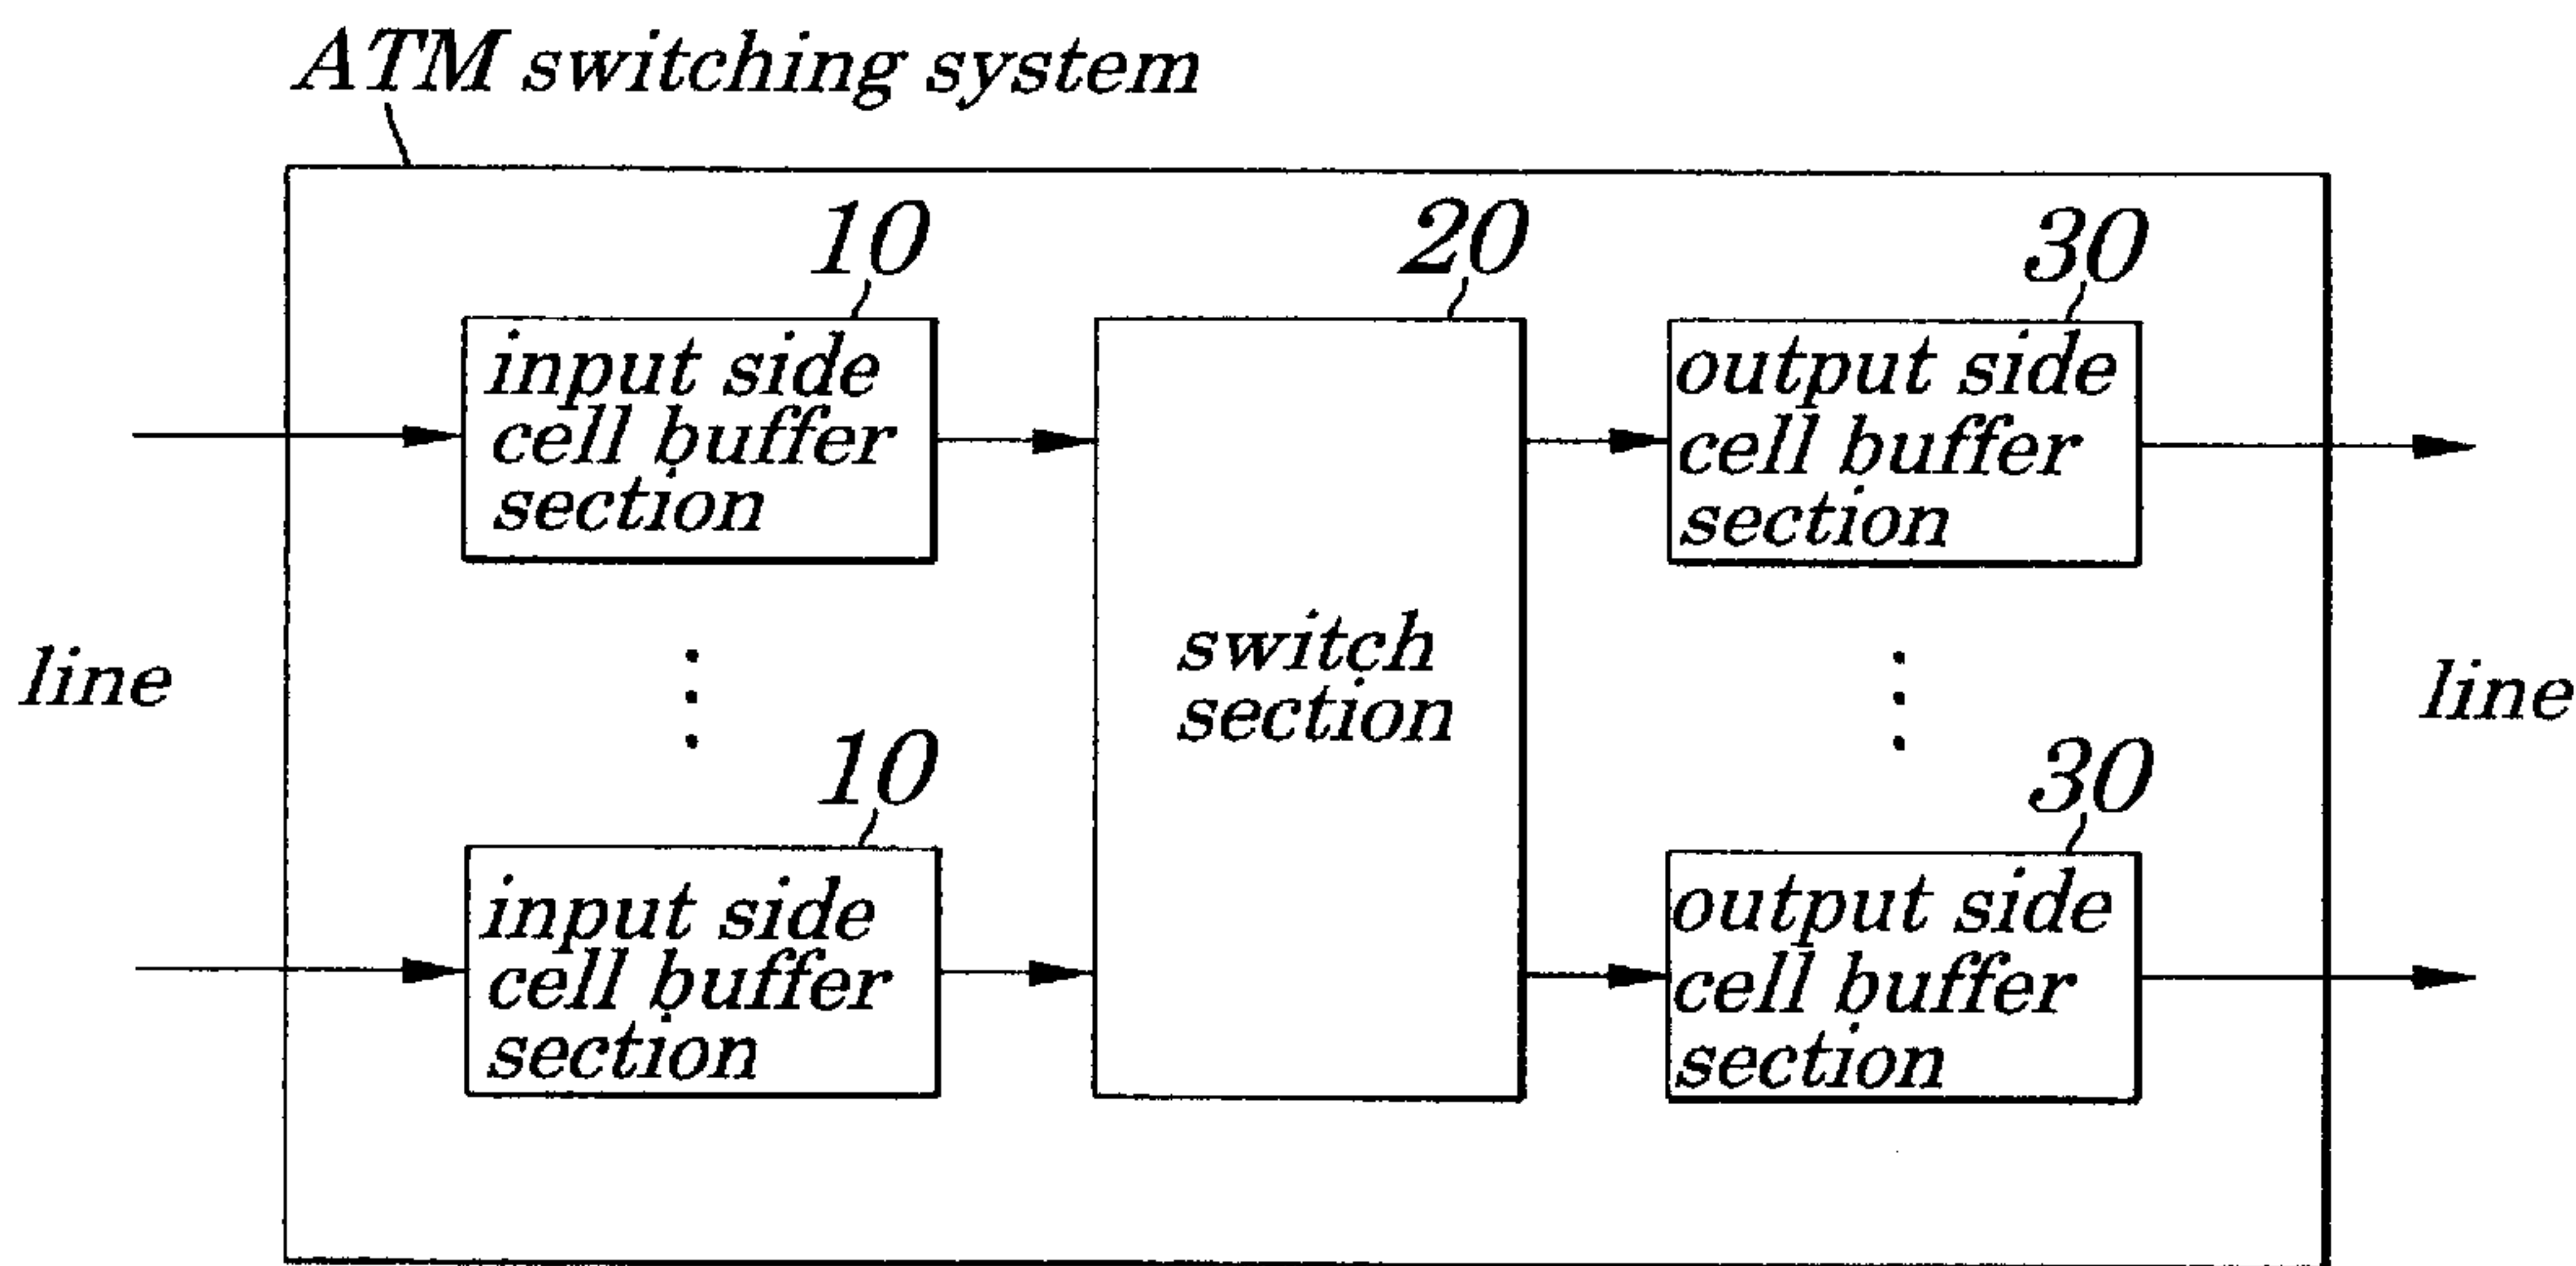 ATM switching system
10
input side
cell buffer
section
20
switch
section
30
output side
cell buffer
section
line
line
10
input side
cell buffer
section
30
output side
cell buffer
section